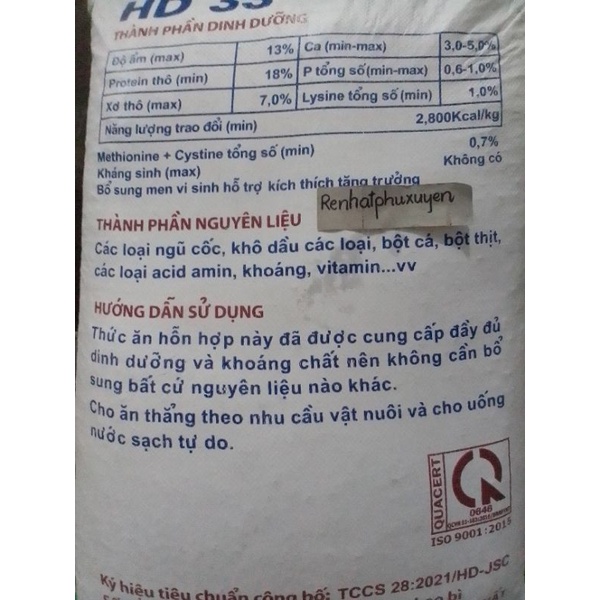 HD 35
THÀNH PHẦN DINH DƯỠNG
Độ ẩm (max) 13% Ca (min-max) 3,0-5,0%
Protein thô (min) 18% P tổng số (min-max) 0,6-1,0%
Xơ thô (max) 7,0% Lysine tổng số (min) 1.0%
Năng lượng trao đổi (min) 2,800Kcal/kg
Methionine + Cystine tổng số (min) 0,7%
Kháng sinh (max) Không có
Bổ sung men vi sinh hỗ trợ kích thích tăng trưởng
Renhatphuxuyen
THÀNH PHẦN NGUYÊN LIỆU
Các loại ngũ cốc, khô dầu các loại, bột cá, bột thịt,
các loại acid amin, khoáng, vitamin...vv
HƯỚNG DẪN SỬ DỤNG
Thức ăn hỗn hợp này đã được cung cấp đầy đủ
dinh dưỡng và khoáng chất nên không cần bổ
sung bất cứ nguyên liệu nào khác.
Cho ăn thẳng theo nhu cầu vật nuôi và cho uống
nước sạch tự do.
QUACERT
0646
ISO 9001:2015
Ký hiệu tiêu chuẩn công bố: TCCS 28:2021/HD-JSC
bao bì